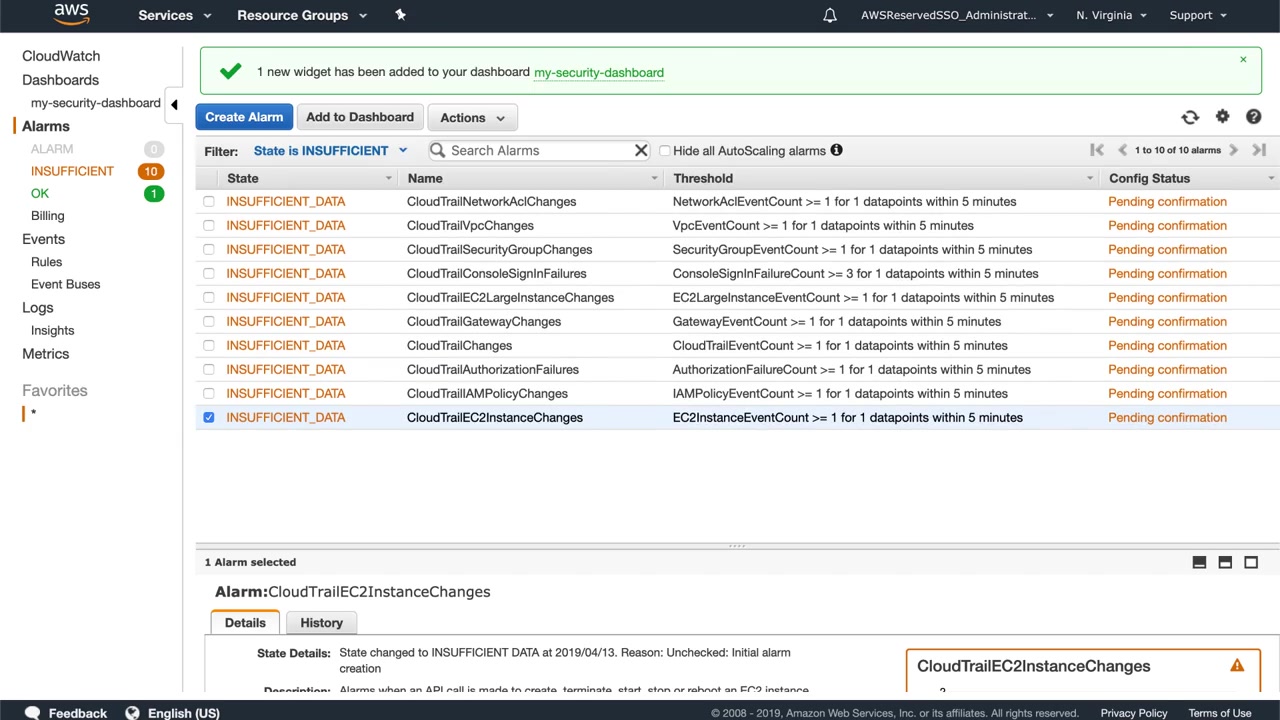 aws Services Resource Groups AWSReservedSSO_Administrat... N. Virginia Support
CloudWatch
Dashboards
my-security-dashboard
Alarms
ALARM 0
INSUFFICIENT 10
OK 1
Billing
Events
Rules
Event Buses
Logs
Insights
Metrics
Favorites
*
1 new widget has been added to your dashboard my-security-dashboard ×
Create Alarm Add to Dashboard Actions
Filter: State is INSUFFICIENT Search Alarms Hide all AutoScaling alarms 1 to 10 of 10 alarms
State Name Threshold Config Status
INSUFFICIENT_DATA CloudTrailNetworkAclChanges NetworkAclEventCount >= 1 for 1 datapoints within 5 minutes Pending confirmation
INSUFFICIENT_DATA CloudTrailVpcChanges VpcEventCount >= 1 for 1 datapoints within 5 minutes Pending confirmation
INSUFFICIENT_DATA CloudTrailSecurityGroupChanges SecurityGroupEventCount >= 1 for 1 datapoints within 5 minutes Pending confirmation
INSUFFICIENT_DATA CloudTrailConsoleSignInFailures ConsoleSignInFailureCount >= 3 for 1 datapoints within 5 minutes Pending confirmation
INSUFFICIENT_DATA CloudTrailEC2LargeInstanceChanges EC2LargeInstanceEventCount >= 1 for 1 datapoints within 5 minutes Pending confirmation
INSUFFICIENT_DATA CloudTrailGatewayChanges GatewayEventCount >= 1 for 1 datapoints within 5 minutes Pending confirmation
INSUFFICIENT_DATA CloudTrailChanges CloudTrailEventCount >= 1 for 1 datapoints within 5 minutes Pending confirmation
INSUFFICIENT_DATA CloudTrailAuthorizationFailures AuthorizationFailureCount >= 1 for 1 datapoints within 5 minutes Pending confirmation
INSUFFICIENT_DATA CloudTrailIAMPolicyChanges IAMPolicyEventCount >= 1 for 1 datapoints within 5 minutes Pending confirmation
INSUFFICIENT_DATA CloudTrailEC2InstanceChanges EC2InstanceEventCount >= 1 for 1 datapoints within 5 minutes Pending confirmation
1 Alarm selected
Alarm:CloudTrailEC2InstanceChanges
Details History
State Details: State changed to INSUFFICIENT DATA at 2019/04/13. Reason: Unchecked: Initial alarm
creation
Description: Alarms when an API call is made to create, terminate, start, stop or reboot an EC2 instance
CloudTrailEC2InstanceChanges
2
Feedback English (US) © 2008 - 2019, Amazon Web Services, Inc. or its affiliates. All rights reserved. Privacy Policy Terms of Use